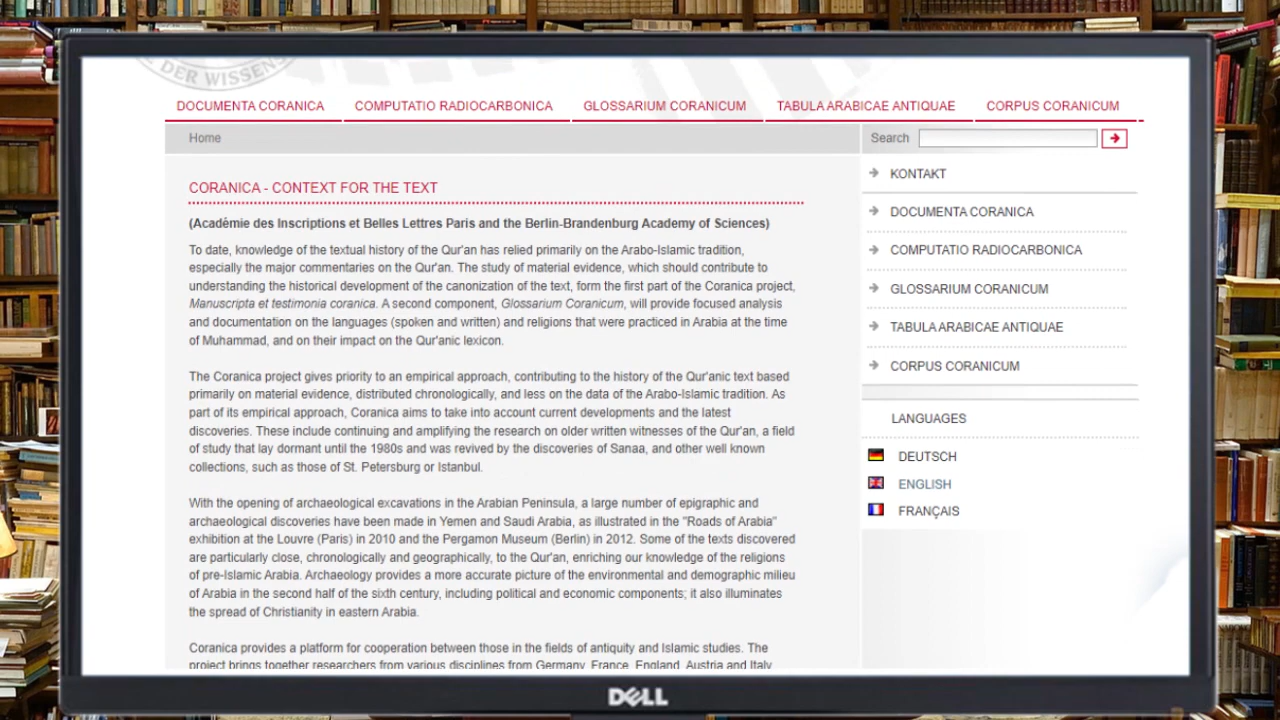 DER WISSENS
DOCUMENTA CORANICA
COMPUTATIO RADIOCARBONICA
GLOSSARIUM CORANICUM
TABULA ARABICAE ANTIQUAE
CORPUS CORANICUM
Home
Search
CORANICA - CONTEXT FOR THE TEXT
(Académie des Inscriptions et Belles Lettres Paris and the Berlin-Brandenburg Academy of Sciences)
To date, knowledge of the textual history of the Qur'an has relied primarily on the Arabo-Islamic tradition,
especially the major commentaries on the Qur'an. The study of material evidence, which should contribute to
understanding the historical development of the canonization of the text, form the first part of the Coranica project,
Manuscripta et testimonia coranica. A second component, Glossarium Coranicum, will provide focused analysis
and documentation on the languages (spoken and written) and religions that were practiced in Arabia at the time
of Muhammad, and on their impact on the Qur'anic lexicon.
The Coranica project gives priority to an empirical approach, contributing to the history of the Qur'anic text based
primarily on material evidence, distributed chronologically, and less on the data of the Arabo-Islamic tradition. As
part of its empirical approach, Coranica aims to take into account current developments and the latest
discoveries. These include continuing and amplifying the research on older written witnesses of the Qur'an, a field
of study that lay dormant until the 1980s and was revived by the discoveries of Sanaa, and other well known
collections, such as those of St. Petersburg or Istanbul.
With the opening of archaeological excavations in the Arabian Peninsula, a large number of epigraphic and
archaeological discoveries have been made in Yemen and Saudi Arabia, as illustrated in the "Roads of Arabia"
exhibition at the Louvre (Paris) in 2010 and the Pergamon Museum (Berlin) in 2012. Some of the texts discovered
are particularly close, chronologically and geographically, to the Qur'an, enriching our knowledge of the religions
of pre-Islamic Arabia. Archaeology provides a more accurate picture of the environmental and demographic milieu
of Arabia in the second half of the sixth century, including political and economic components; it also illuminates
the spread of Christianity in eastern Arabia.
Coranica provides a platform for cooperation between those in the fields of antiquity and Islamic studies. The
project brings together researchers from various disciplines from Germany, France, England, Austria and Italy
KONTAKT
DOCUMENTA CORANICA
COMPUTATIO RADIOCARBONICA
GLOSSARIUM CORANICUM
TABULA ARABICAE ANTIQUAE
CORPUS CORANICUM
LANGUAGES
DEUTSCH
ENGLISH
FRANÇAIS
DELL